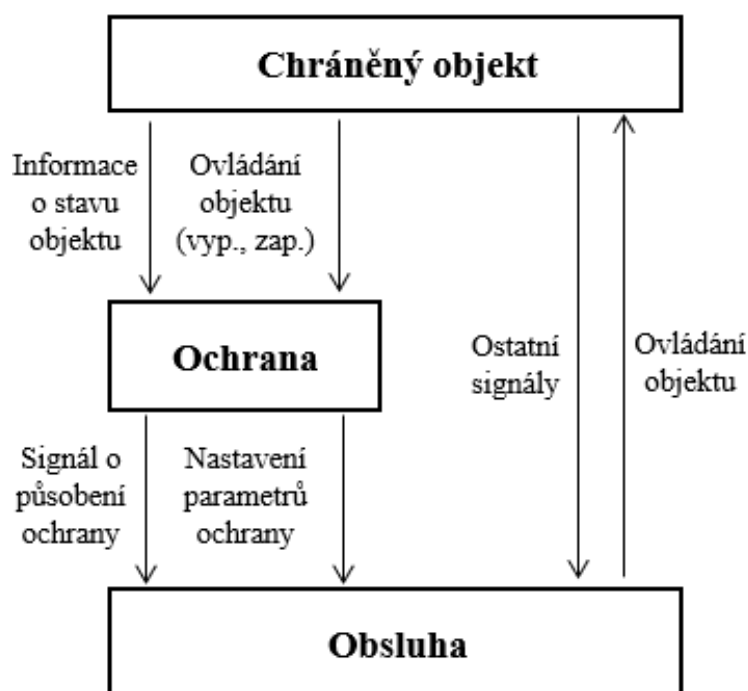 Chráněný objekt
Informace
o stavu
objektu
Ovládání
objektu
(vyp., zap.)
Ochrana
Ostatní
signály
Ovládání
objektu
Signál o
působení
ochrany
Nastavení
parametrů
ochrany
Obsluha